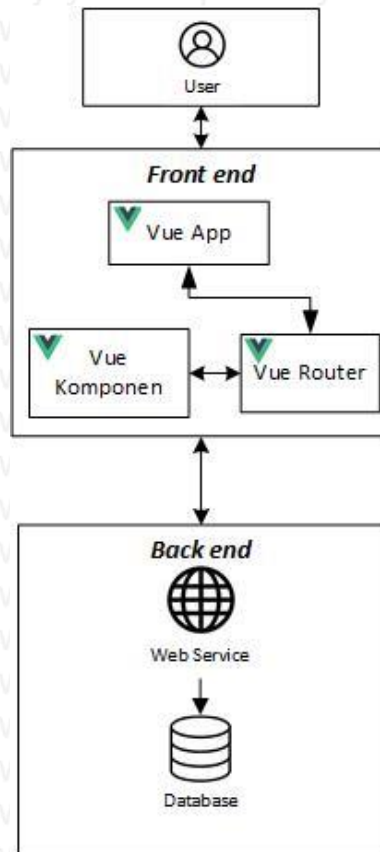 User
Front end
Vue App
Vue
Komponen
Vue Router
Back end
Web Service
Database